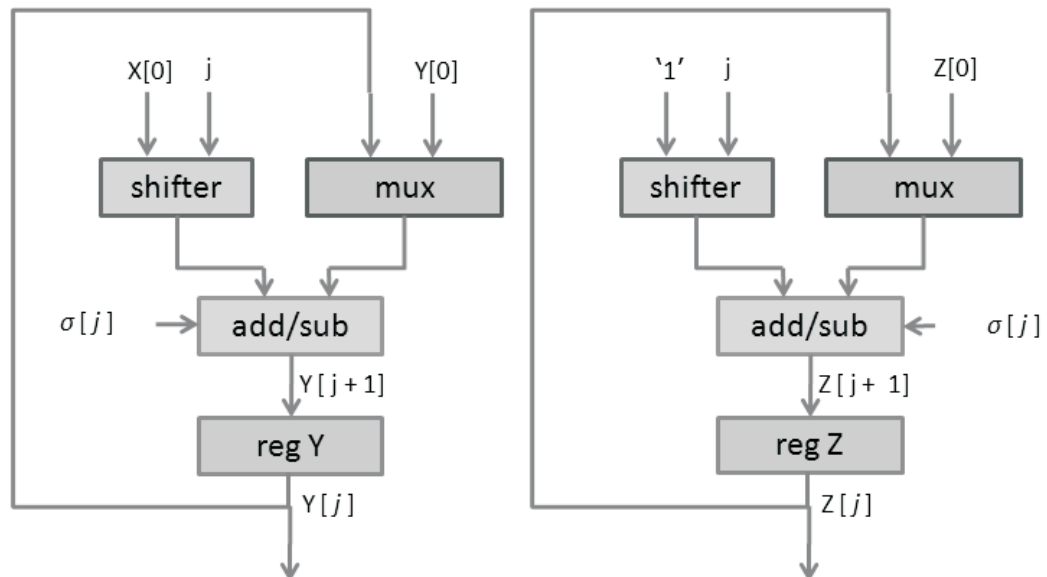 X[0] j Y[0]
shifter mux
σ[j]
add/sub
Y[j+1]
reg Y
Y[j]
‘1’ j Z[0]
shifter mux
add/sub
σ[j]
Z[j+ 1]
reg Z
Z[j]